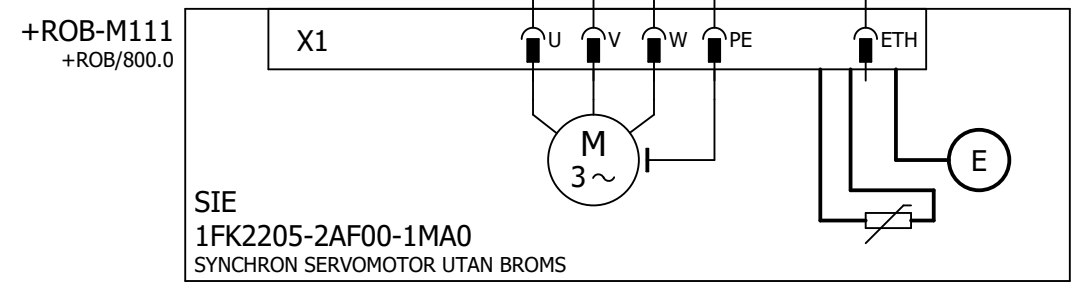 +ROB-M111
+ROB/800.0
X1
U V W PE ETH
M
3～
E
SIE
1FK2205-2AF00-1MA0
SYNCHRON SERVOMOTOR UTAN BROMS